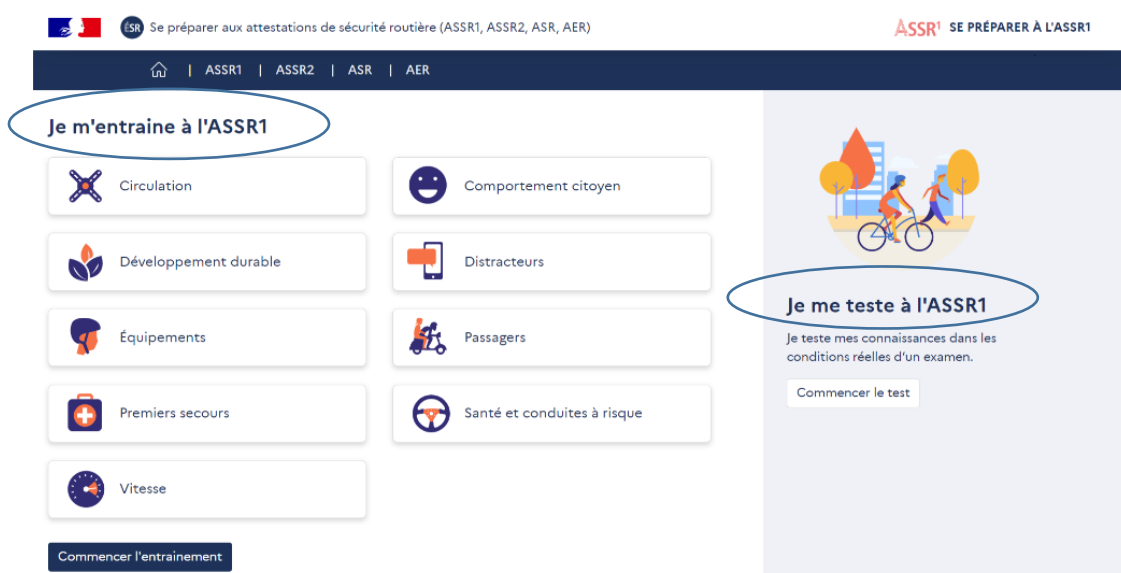 ÉSR Se préparer aux attestations de sécurité routière (ASSR1, ASSR2, ASR, AER)
ASSR1 SE PRÉPARER À L'ASSR1
| ASSR1 | ASSR2 | ASR | AER
Je m'entraine à l'ASSR1
Circulation
Comportement citoyen
Développement durable
Distracteurs
Équipements
Passagers
Premiers secours
Santé et conduites à risque
Vitesse
Commencer l'entrainement
Je me teste à l'ASSR1
Je teste mes connaissances dans les
conditions réelles d'un examen.
Commencer le test